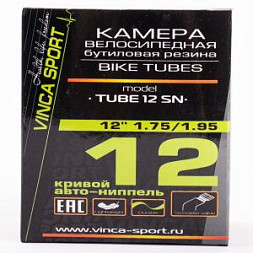 VINCA SPORT
КАМЕРА
ВЕЛОСИПЕДНАЯ
бутиловая резина
BIKE TUBES
model
• TUBE 12 SN •
12" 1.75/1.95
12
кривой
авто-ниппель
EAC
www.vinca-sport.ru